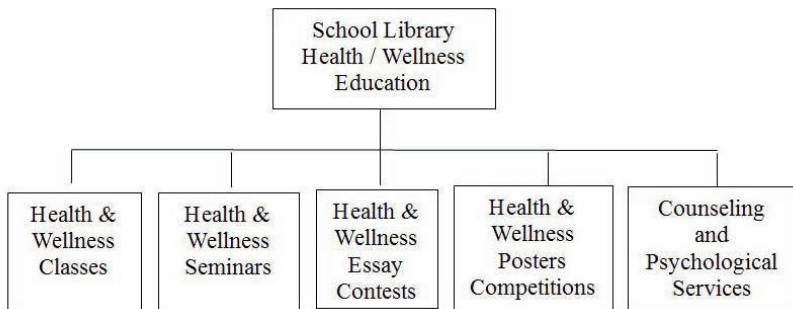 School Library
Health / Wellness
Education
Health &
Wellness
Classes
Health &
Wellness
Seminars
Health &
Wellness
Essay
Contests
Health &
Wellness
Posters
Competitions
Counseling
and
Psychological
Services